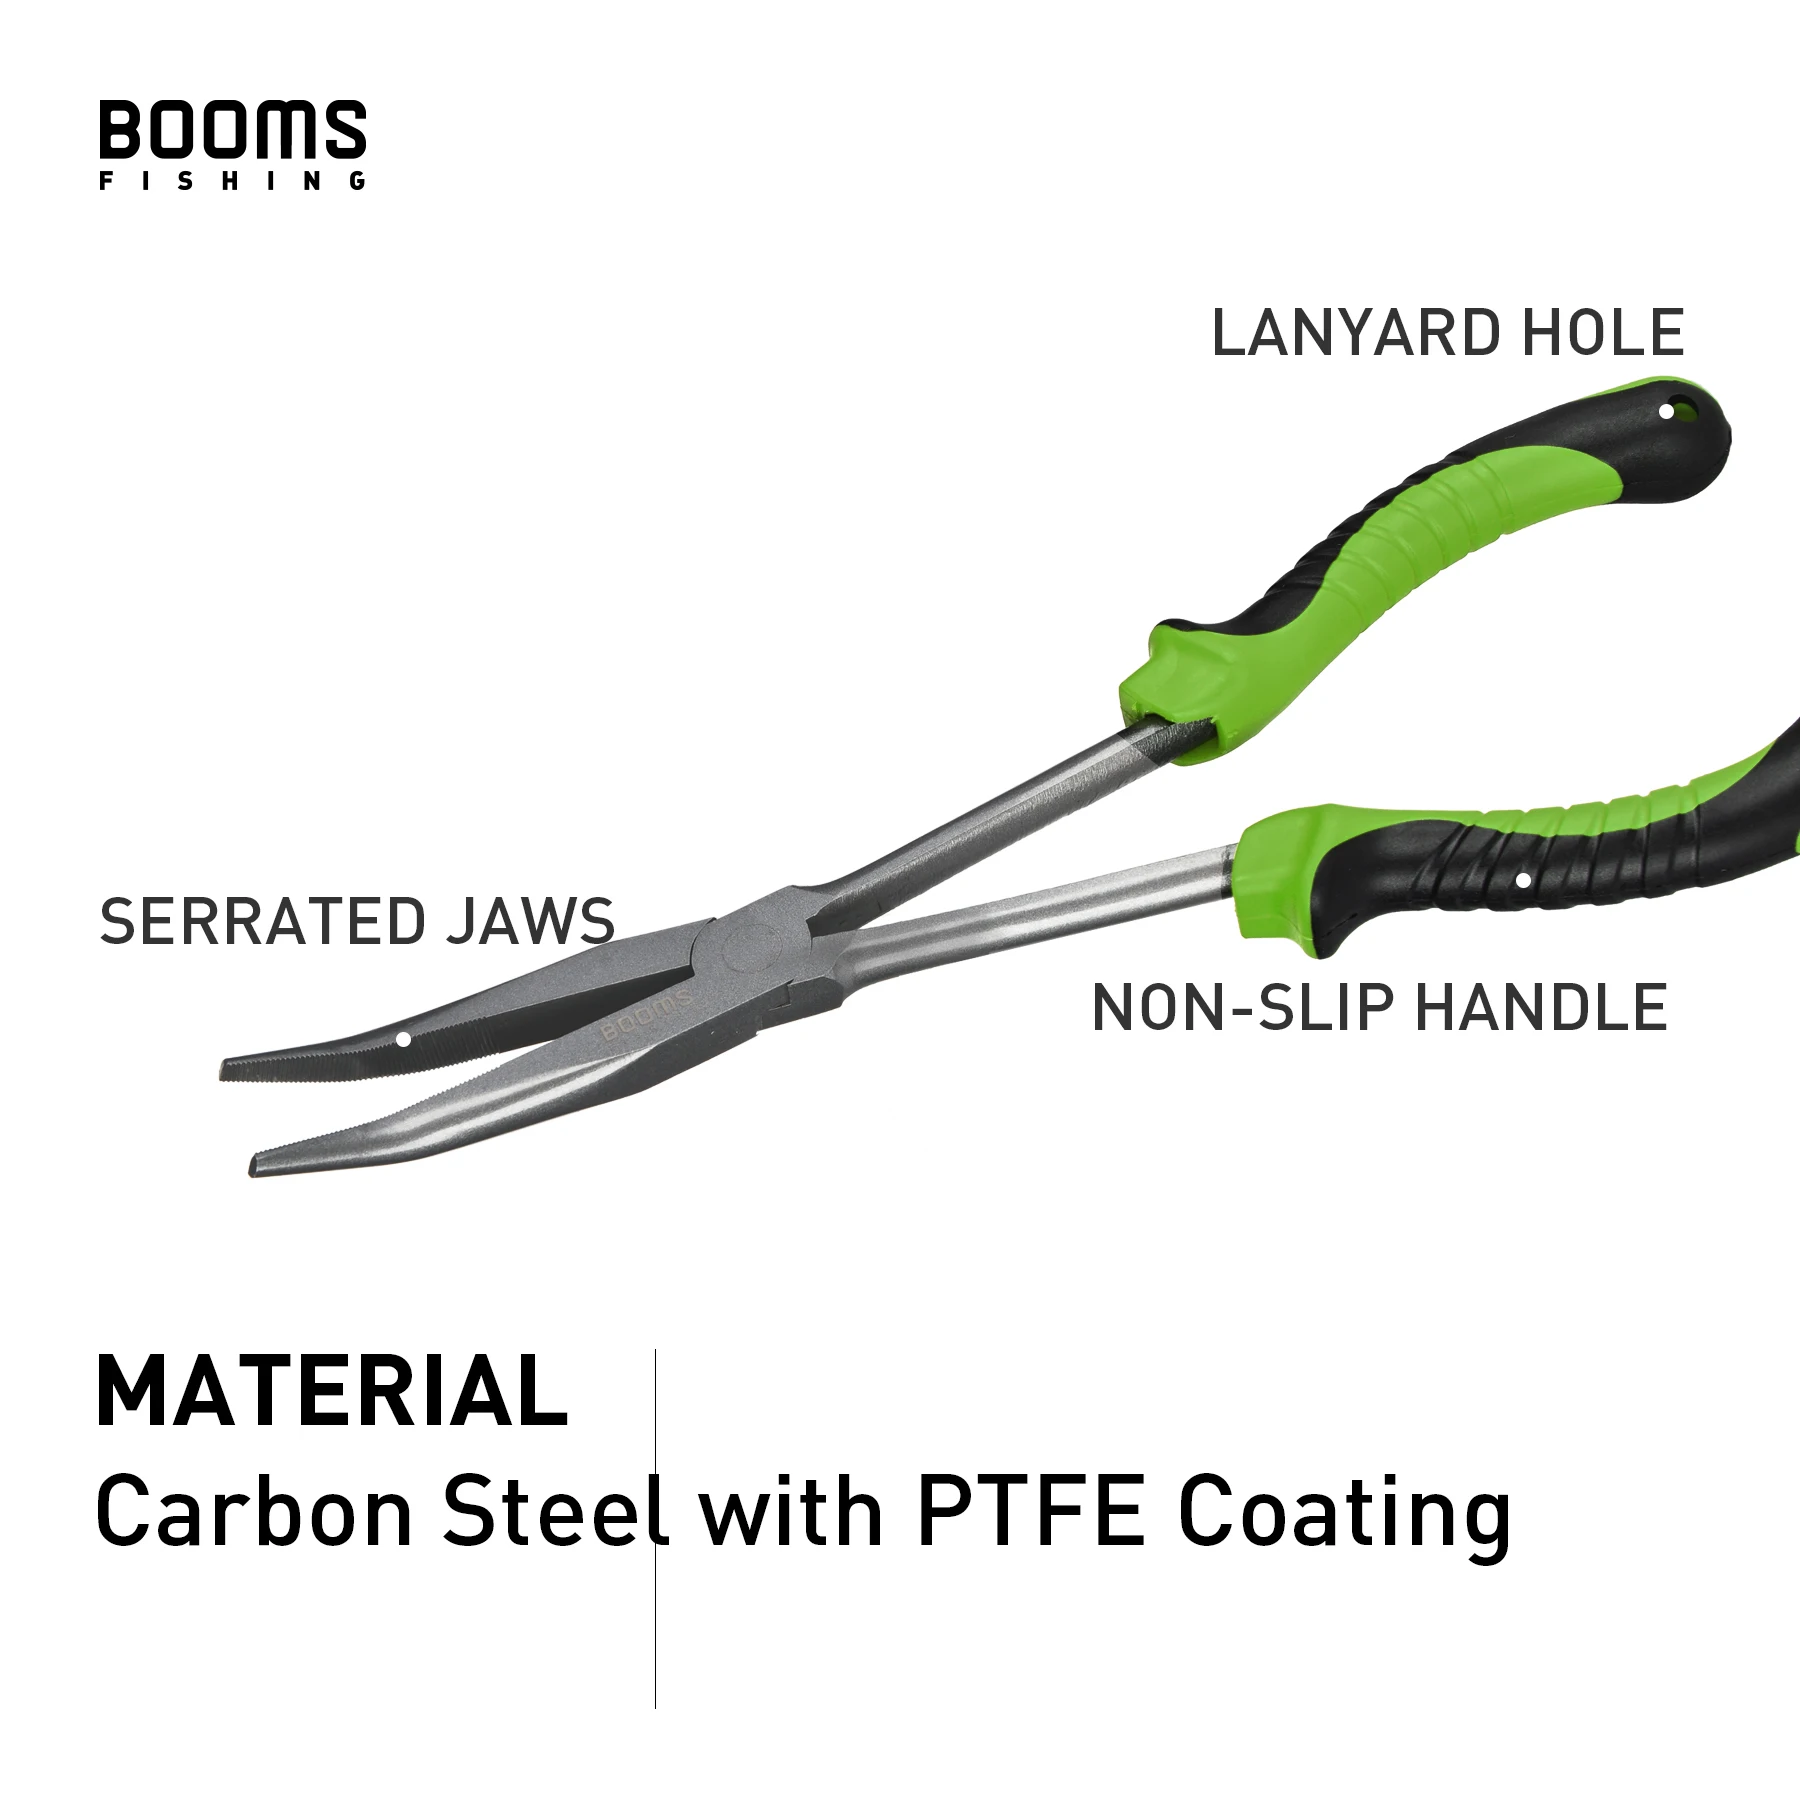 BOOMS
FISHING
LANYARD HOLE
SERRATED JAWS
BOOMS
NON-SLIP HANDLE
MATERIAL
Carbon Steel with PTFE Coating